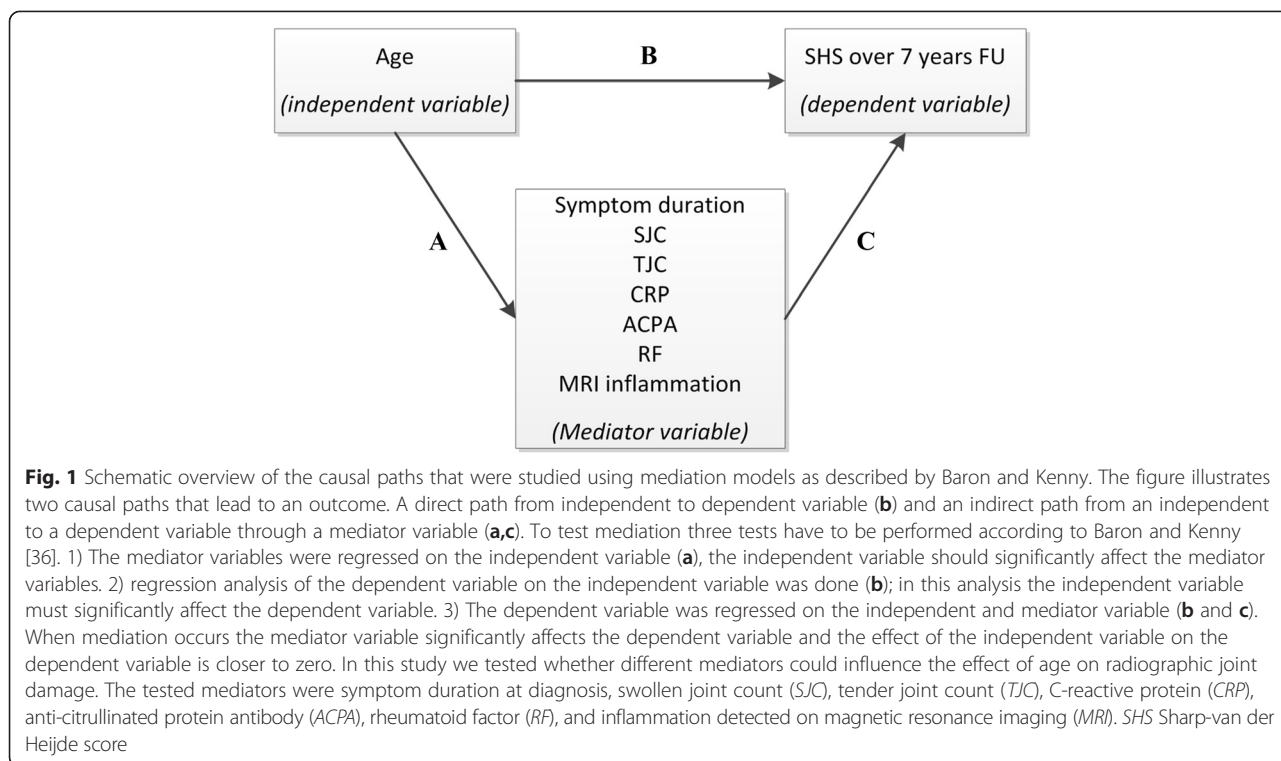 Age
(independent variable)
B
SHS over 7 years FU
(dependent variable)
A
Symptom duration
SJC
TJC
CRP
ACPA
RF
MRI inflammation
(Mediator variable)
C
Fig. 1 Schematic overview of the causal paths that were studied using mediation models as described by Baron and Kenny. The figure illustrates
two causal paths that lead to an outcome. A direct path from independent to dependent variable (b) and an indirect path from an independent
to a dependent variable through a mediator variable (a,c). To test mediation three tests have to be performed according to Baron and Kenny
[36]. 1) The mediator variables were regressed on the independent variable (a), the independent variable should significantly affect the mediator
variables. 2) regression analysis of the dependent variable on the independent variable was done (b); in this analysis the independent variable
must significantly affect the dependent variable. 3) The dependent variable was regressed on the independent and mediator variable (b and c).
When mediation occurs the mediator variable significantly affects the dependent variable and the effect of the independent variable on the
dependent variable is closer to zero. In this study we tested whether different mediators could influence the effect of age on radiographic joint
damage. The tested mediators were symptom duration at diagnosis, swollen joint count (SJC), tender joint count (TJC), C-reactive protein (CRP),
anti-citrullinated protein antibody (ACPA), rheumatoid factor (RF), and inflammation detected on magnetic resonance imaging (MRI). SHS Sharp-van der
Heijde score